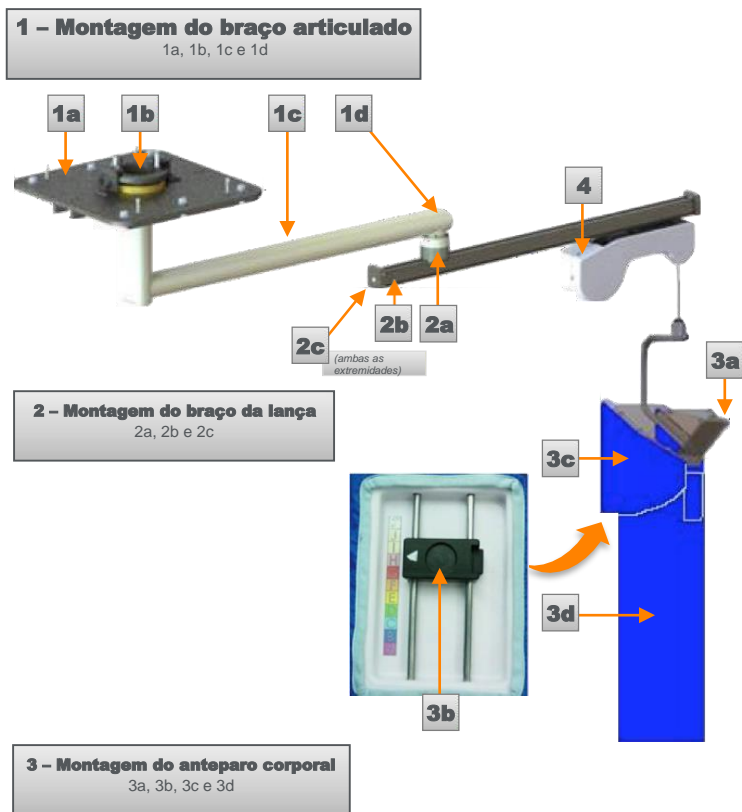 1 – Montagem do braço articulado
1a, 1b, 1c e 1d
1a
1b
1c
1d
4
2c
2b
2a
(ambas as
extremidades)
3a
2 – Montagem do braço da lança
2a, 2b e 2c
3c
3d
3b
3 – Montagem do anteparo corporal
3a, 3b, 3c e 3d